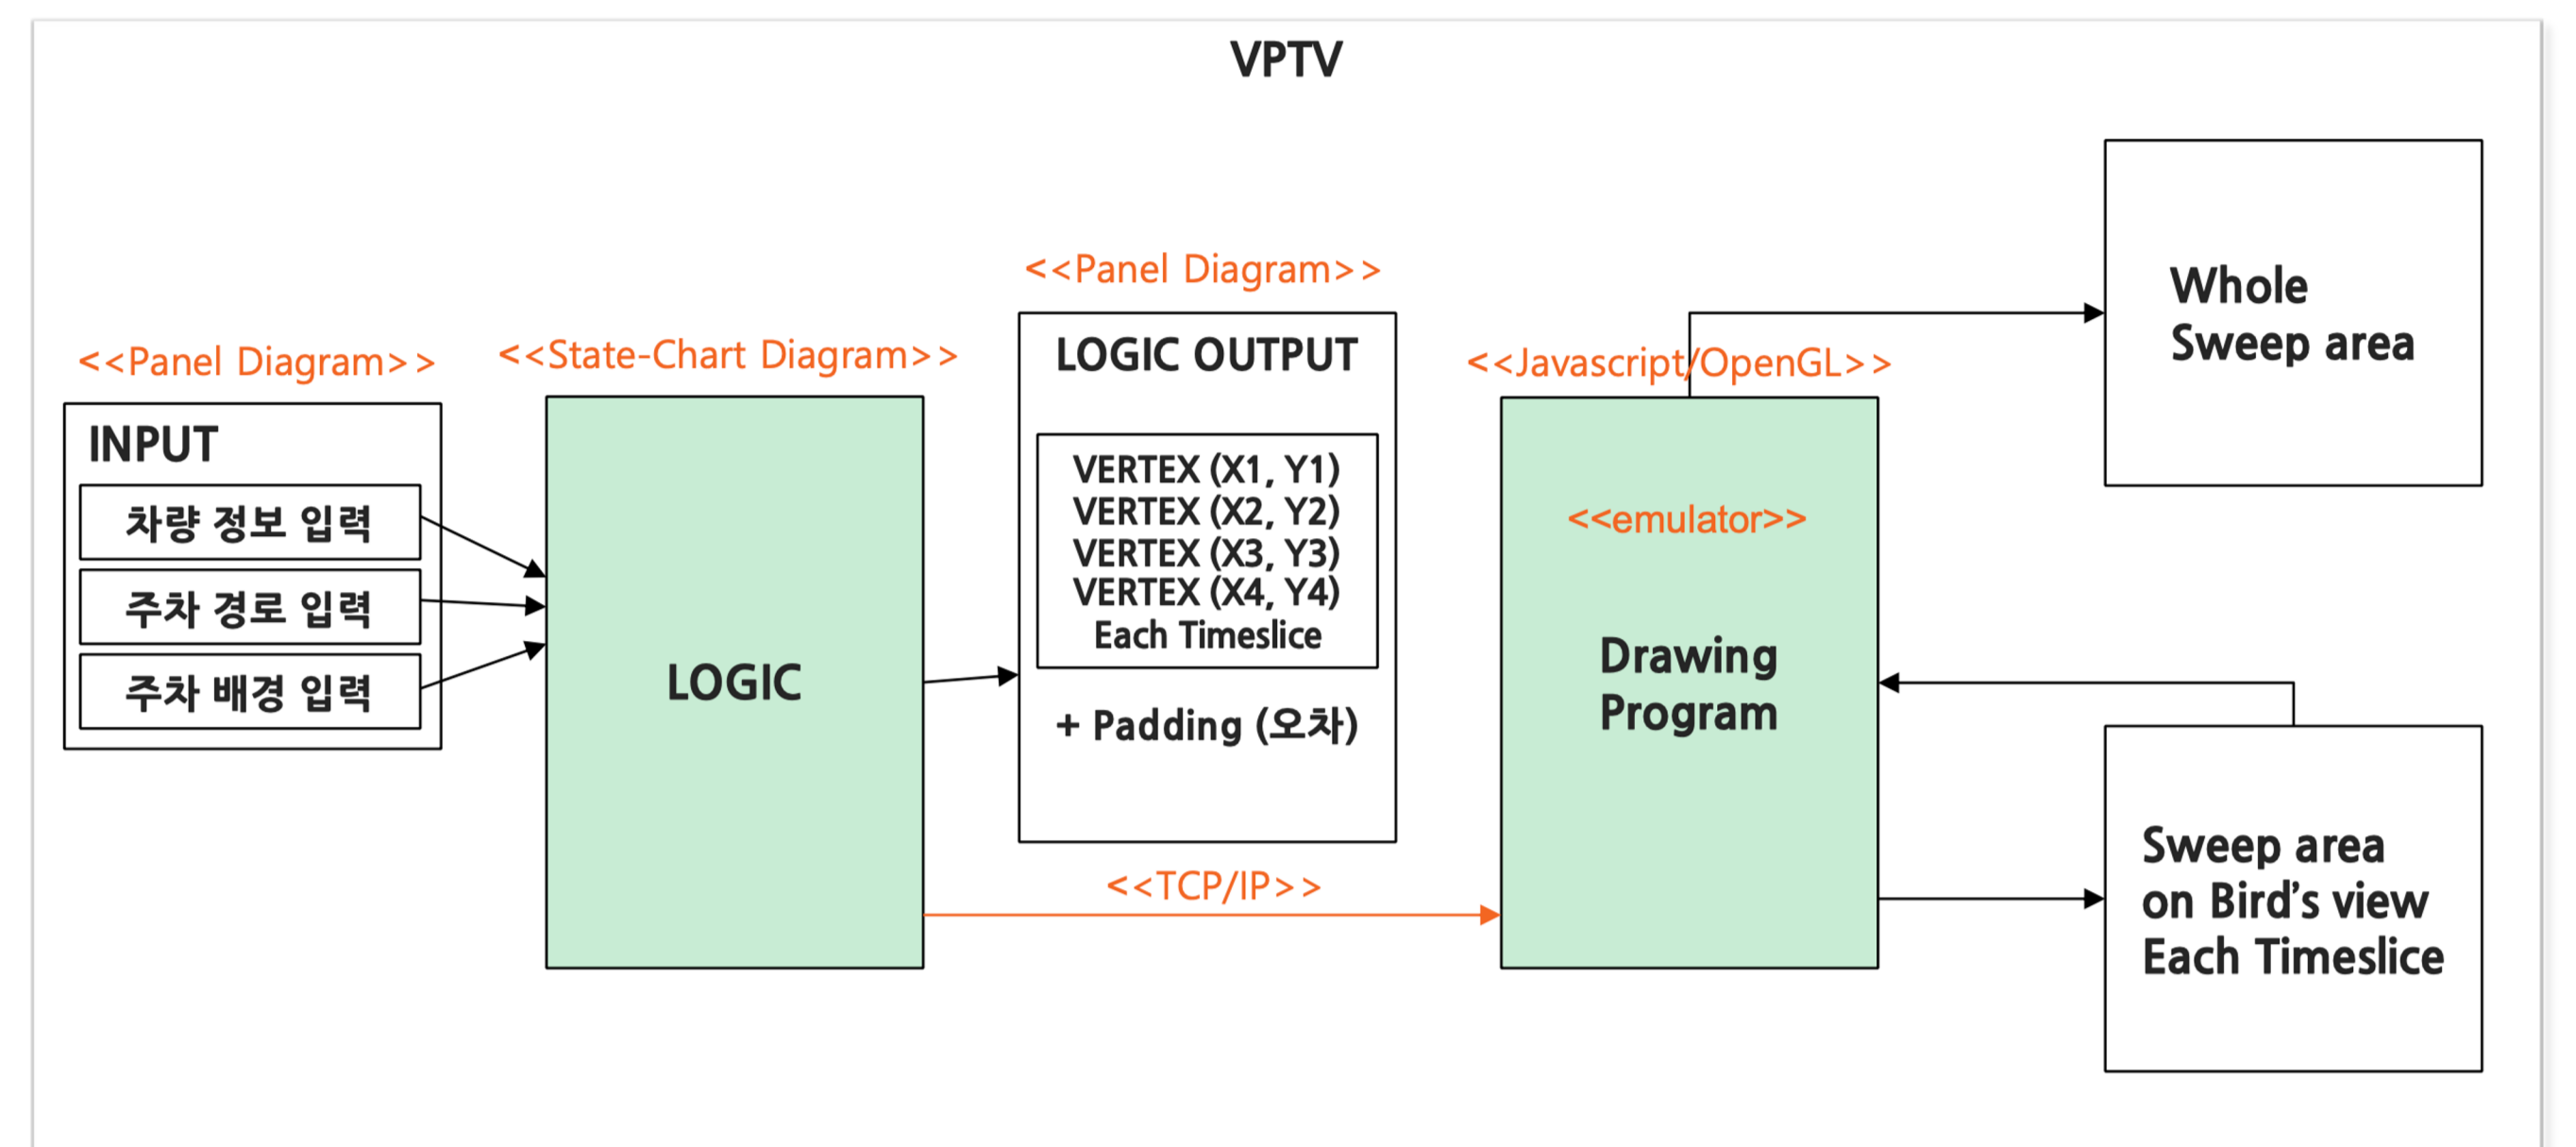 VPTV
<<Panel Diagram>>
INPUT
차량 정보 입력
주차 경로 입력
주차 배경 입력
<<State-Chart Diagram>>
LOGIC
<<Panel Diagram>>
LOGIC OUTPUT
VERTEX (X1, Y1)
VERTEX (X2, Y2)
VERTEX (X3, Y3)
VERTEX (X4, Y4)
Each Timeslice
+ Padding (오차)
<<TCP/IP>>
<<Javascript/OpenGL>>
<<emulator>>
Drawing
Program
Whole
Sweep area
Sweep area
on Bird’s view
Each Timeslice